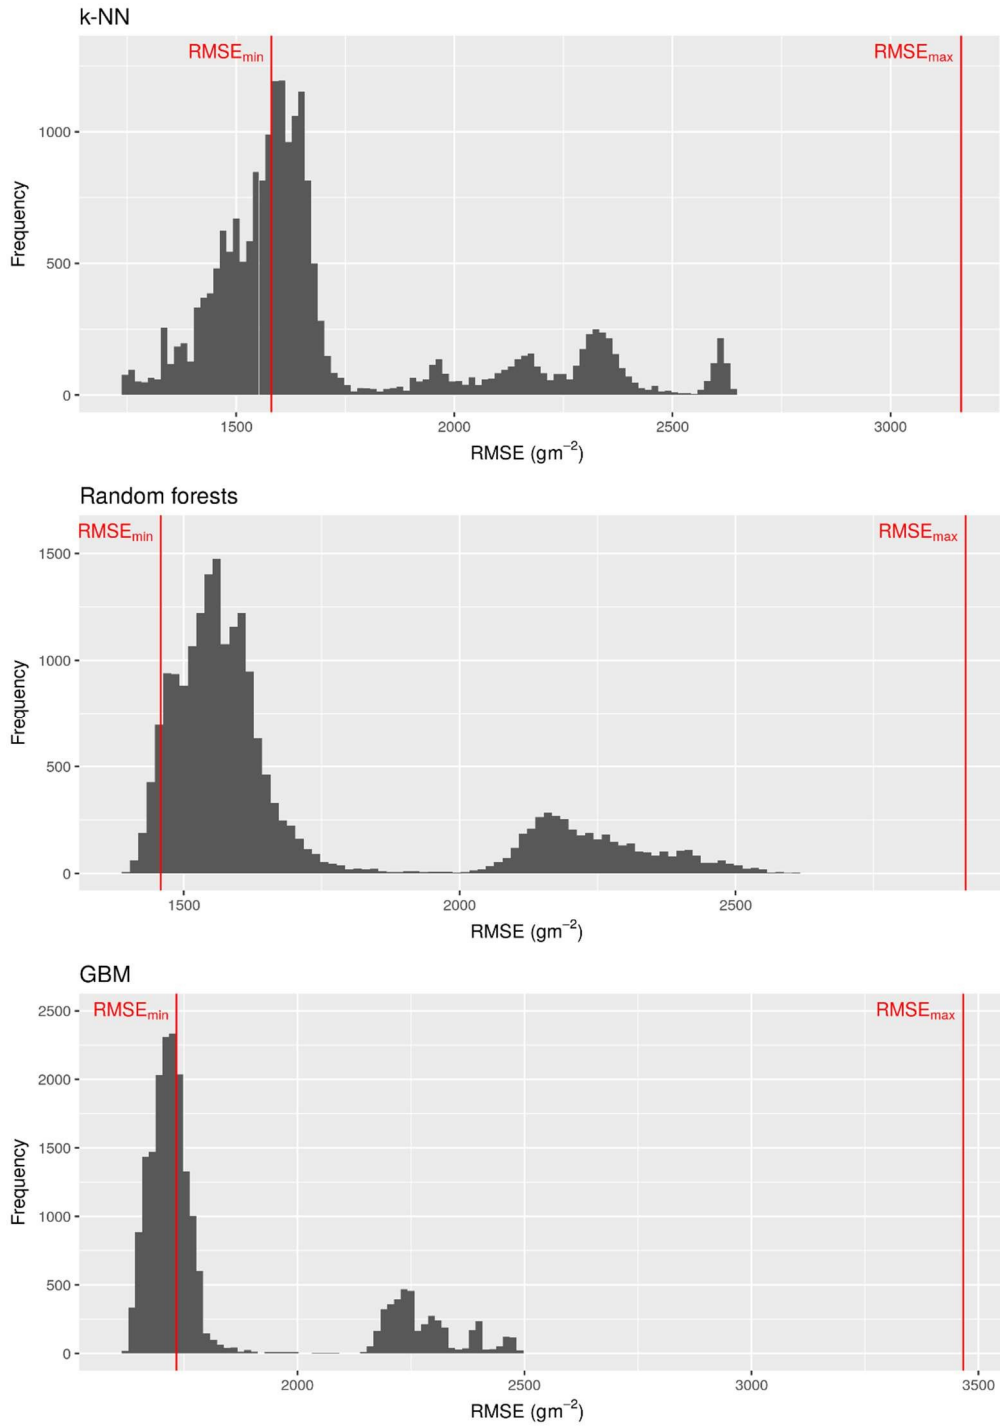 k-NN
RMSEmin
RMSEmax
1000
500
0
Frequency
1500 2000 2500 3000
RMSE (gm−2)
Random forests
RMSEmin
RMSEmax
1500
1000
500
0
Frequency
1500 2000 2500
RMSE (gm−2)
GBM
RMSEmin
RMSEmax
2500
2000
1500
1000
500
0
Frequency
2000 2500 3000 3500
RMSE (gm−2)